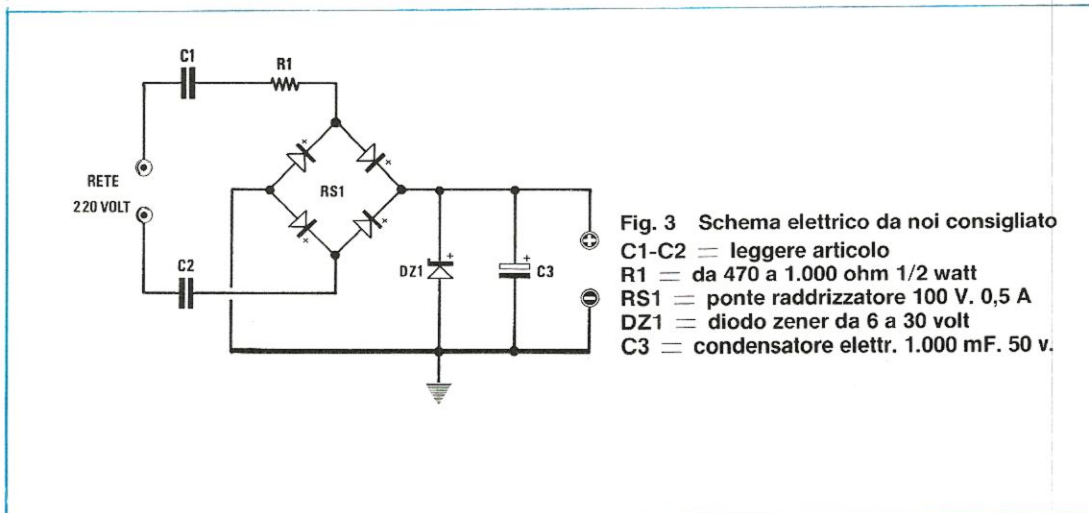 C1
R1
RETE
220 VOLT
RS1
C2
DZ1
+
C3
+
Fig. 3 Schema elettrico da noi consigliato
C1-C2 = leggere articolo
R1 = da 470 a 1.000 ohm 1/2 watt
RS1 = ponte raddrizzatore 100 V. 0,5 A
DZ1 = diodo zener da 6 a 30 volt
C3 = condensatore elettr. 1.000 mF. 50 v.